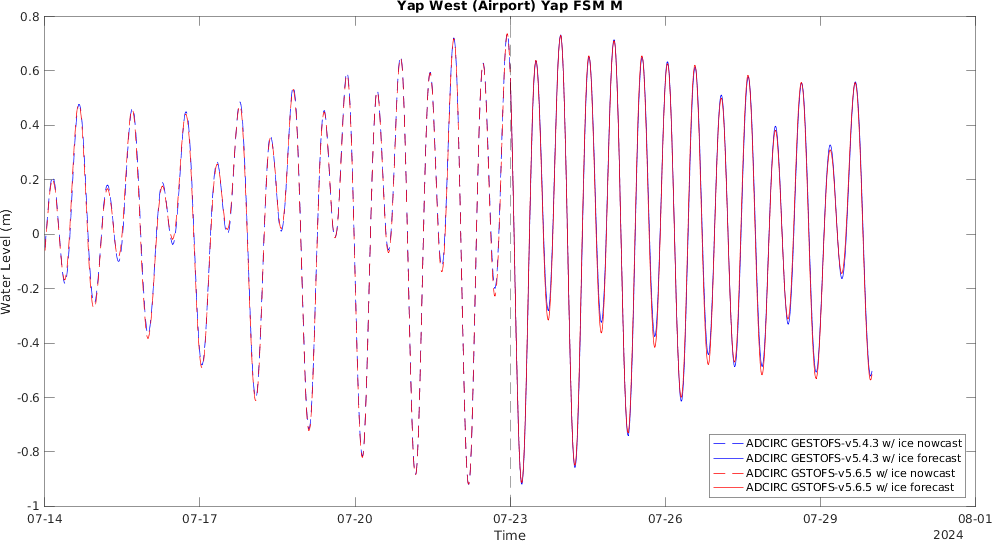 Yap West (Airport) Yap FSM M
Water Level (m)
0.8
0.6
0.4
0.2
0
-0.2
-0.4
-0.6
-0.8
-1
ADCIRC GESTOFS-v5.4.3 w/ ice nowcast
ADCIRC GESTOFS-v5.4.3 w/ ice forecast
ADCIRC GSTOFS-v5.6.5 w/ ice nowcast
ADCIRC GSTOFS-v5.6.5 w/ ice forecast
07-14 07-17 07-20 07-23 07-26 07-29 08-01
Time
2024